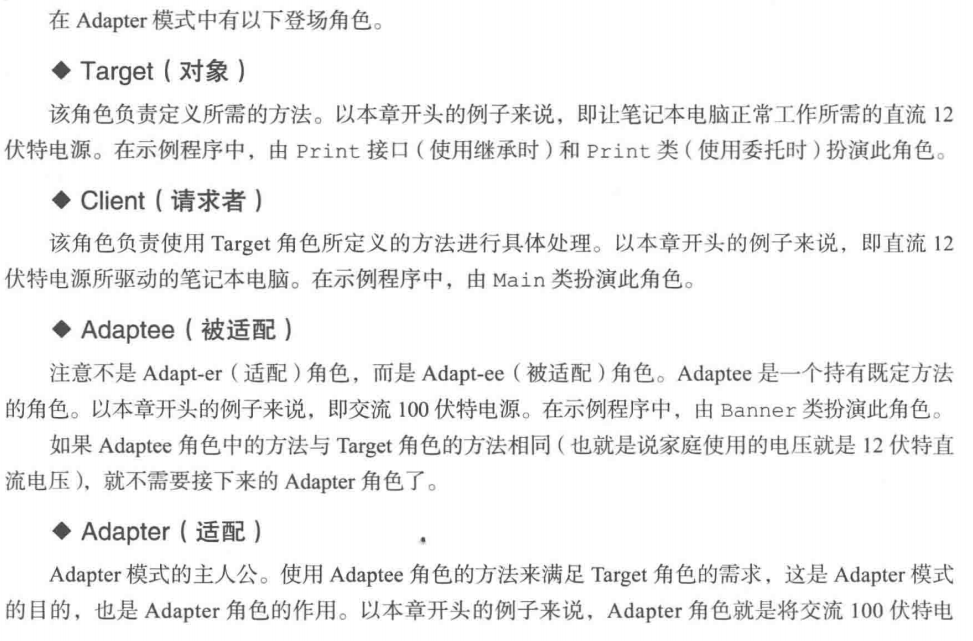 在 Adapter 模式中有以下登场角色。
◆ Target（对象）
该角色负责定义所需的方法。以本章开头的例子来说，即让笔记本电脑正常工作所需的直流 12
伏特电源。在示例程序中，由 Print 接口（使用继承时）和 Print 类（使用委托时）扮演此角色。
◆ Client（请求者）
该角色负责使用 Target 角色所定义的方法进行具体处理。以本章开头的例子来说，即直流 12
伏特电源所驱动的笔记本电脑。在示例程序中，由 Main 类扮演此角色。
◆ Adaptee（被适配）
注意不是 Adapt-er（适配）角色，而是 Adapt-ee（被适配）角色。Adaptee 是一个持有既定方法
的角色。以本章开头的例子来说，即交流 100 伏特电源。在示例程序中，由 Banner 类扮演此角色。
如果 Adaptee 角色中的方法与 Target 角色的方法相同（也就是说家庭使用的电压就是 12 伏特直
流电压），就不需要接下来的 Adapter 角色了。
◆ Adapter（适配）
Adapter 模式的主人公。使用 Adaptee 角色的方法来满足 Target 角色的需求，这是 Adapter 模式
的目的，也是 Adapter 角色的作用。以本章开头的例子来说，Adapter 角色就是将交流 100 伏特电